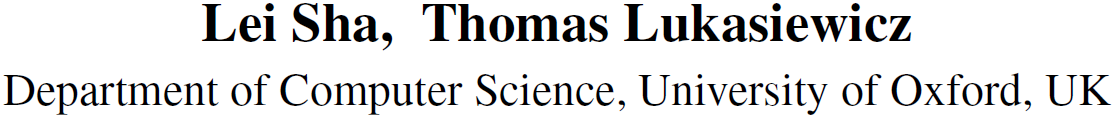 Lei Sha, Thomas Lukasiewicz
Department of Computer Science, University of Oxford, UK